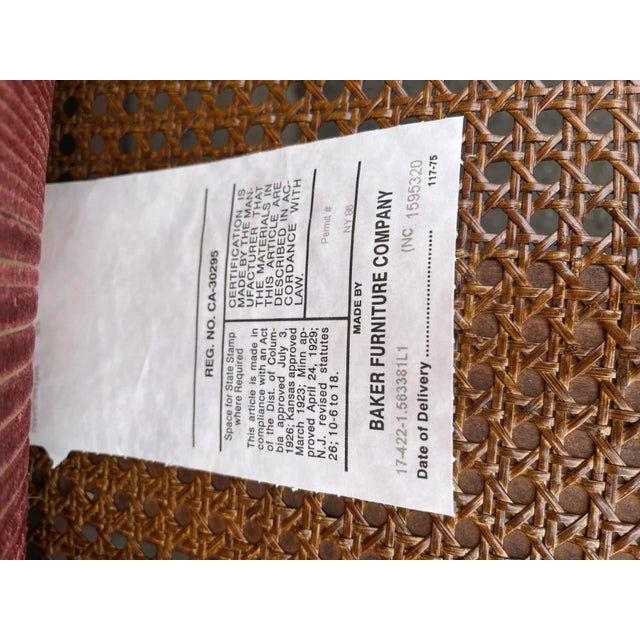 REG. NO. CA-30295
Space for State Stamp
where Required
This article is made in
compliance with an Act
of the Dist. of Colum-
bia approved July 3,
1926; Kansas approved
March 1923; Minn ap-
proved April 24, 1929;
N.J. revised statutes
26; 10-6 to 18.
CERTIFICATION IS
MADE BY THE MAN-
UFACTURER THAT
THE MATERIALS IN
THIS ARTICLE ARE
DESCRIBED IN AC-
CORDANCE WITH
LAW.
Permit #
NY 66
MADE BY
BAKER FURNITURE COMPANY
17-422-1.563381L1 (NC 1595320
Date of Delivery 117-75